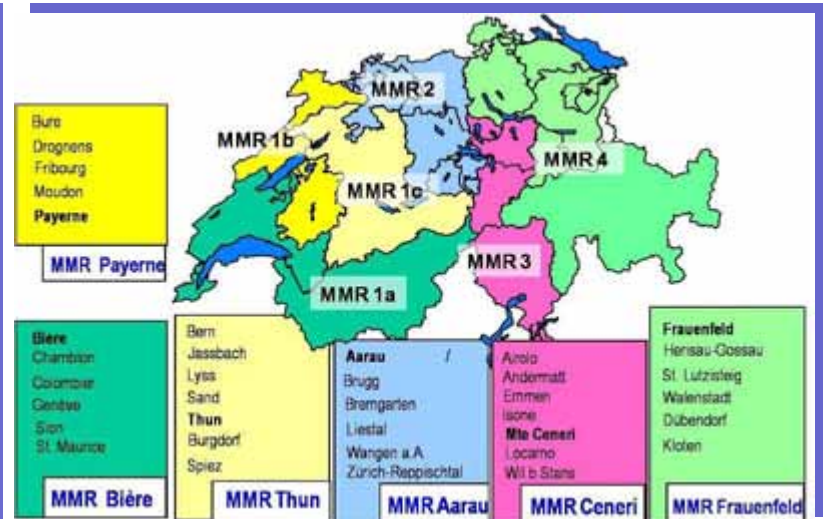 MMR 2
MMR 1b
MMR 4
MMR 1c
MMR 3
MMR 1a
Bure
Drognens
Fribourg
Moudon
Payerne
MMR Payerne
Bière
Chamblon
Colombier
Genève
Sion
St. Maurice
MMR Bière
Bern
Jassbach
Lyss
Sand
Thun
Burgdorf
Spiez
MMR Thun
Aarau /
Brugg
Bremgarten
Liestal
Wangen a.A
Zürich-Reppischtal
MMR Aarau
Airolo
Andermatt
Emmen
Isone
Mte Ceneri
Locarno
Wil b Stans
MMR Ceneri
Frauenfeld
Herisau-Gossau
St. Lutzisteig
Walenstadt
Dübendorf
Kloten
MMR Frauenfeld